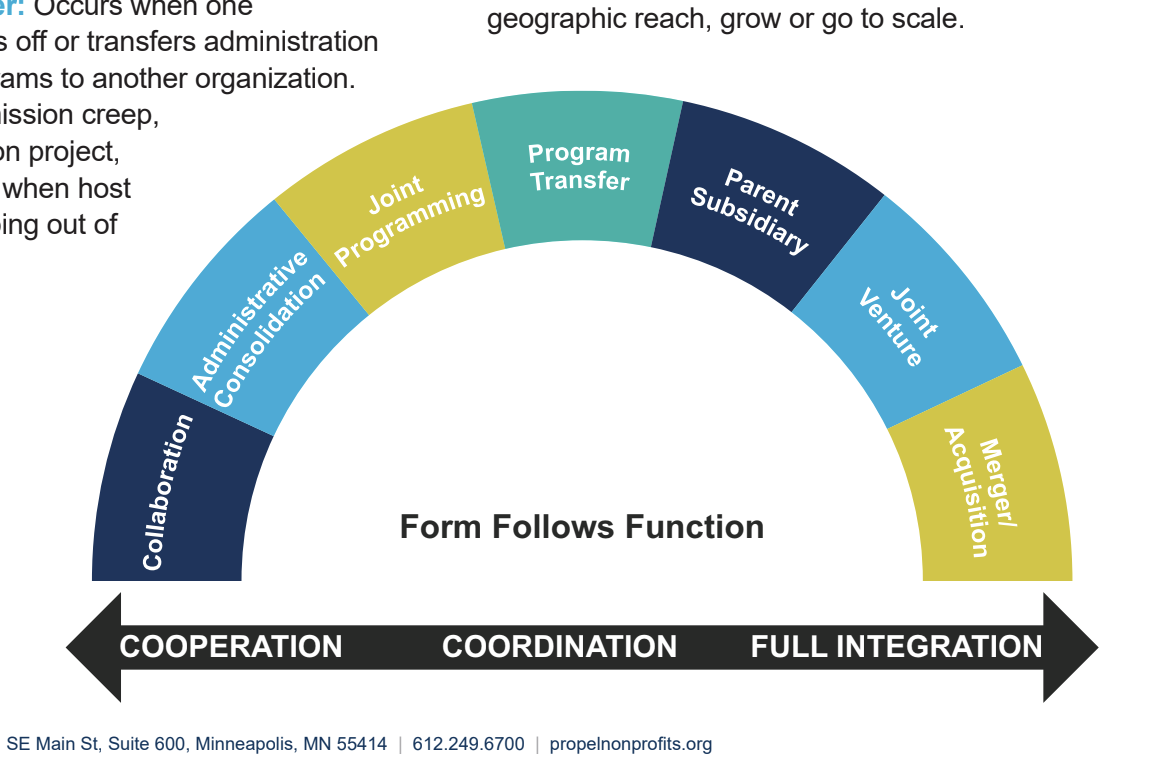 er: Occurs when one
s off or transfers administration
ams to another organization.
ission creep,
on project,
when host
ing out of
geographic reach, grow or go to scale.
Collaboration
Administrative
Consolidation
Joint
Programming
Program
Transfer
Parent
Subsidiary
Joint
Venture
Merger/
Acquisition
Form Follows Function
COOPERATION COORDINATION FULL INTEGRATION
SE Main St, Suite 600, Minneapolis, MN 55414 | 612.249.6700 | propelnonprofits.org